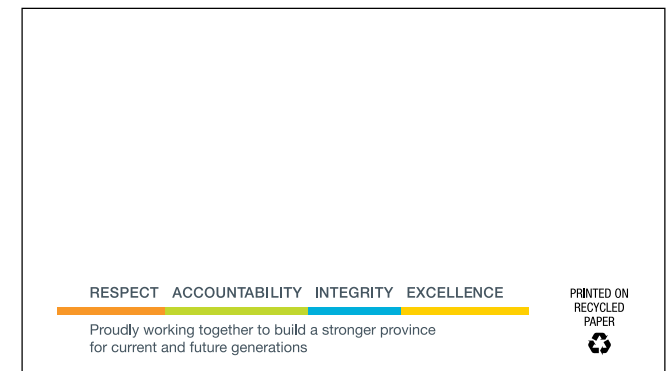 RESPECT ACCOUNTABILITY INTEGRITY EXCELLENCE
Proudly working together to build a stronger province
for current and future generations
PRINTED ON
RECYCLED
PAPER